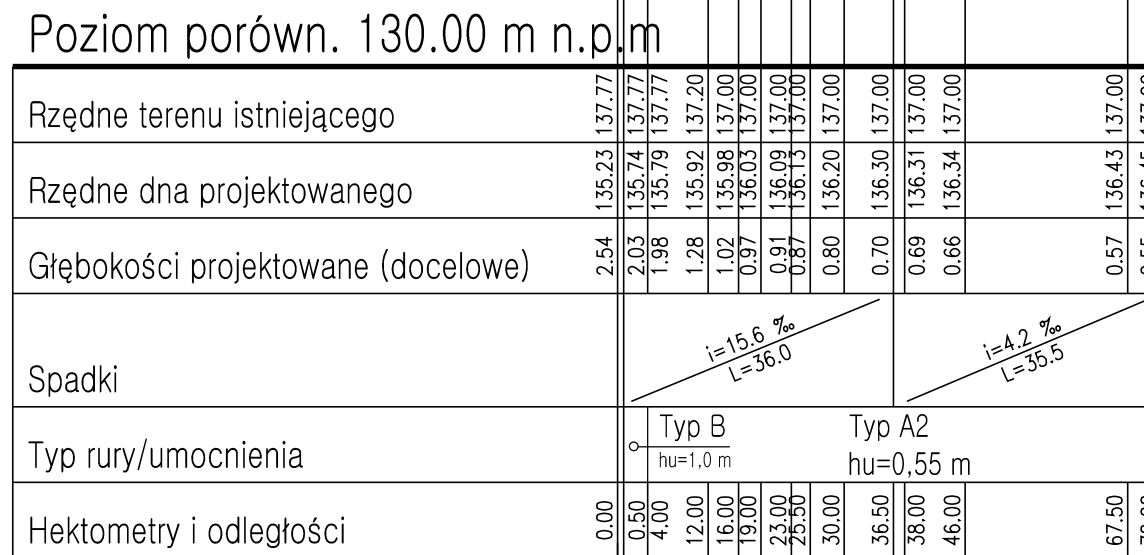 Poziom porówn. 130.00 m n.p.m
Rzędne terenu istniejącego 137.77 137.77 137.77 137.20 137.00 137.00 137.00 137.00 137.00 137.00 137.00 137.00 137.00
Rzędne dna projektowanego 135.23 135.74 135.79 135.92 135.98 136.03 136.09 136.13 136.20 136.30 136.31 136.34 136.43
Głębokości projektowane (docelowe) 2.54 2.03 1.98 1.28 1.02 0.97 0.91 0.87 0.80 0.70 0.69 0.66 0.57
Spadki
i=15.6 ‰
L=36.0
i=4.2 ‰
L=35.5
Typ rury/umocnienia
Typ B
hu=1,0 m
Typ A2
hu=0,55 m
Hektometry i odległości 0.00 0.50 4.00 12.00 16.00 19.00 23.00 25.50 30.00 36.50 38.00 46.00 67.50